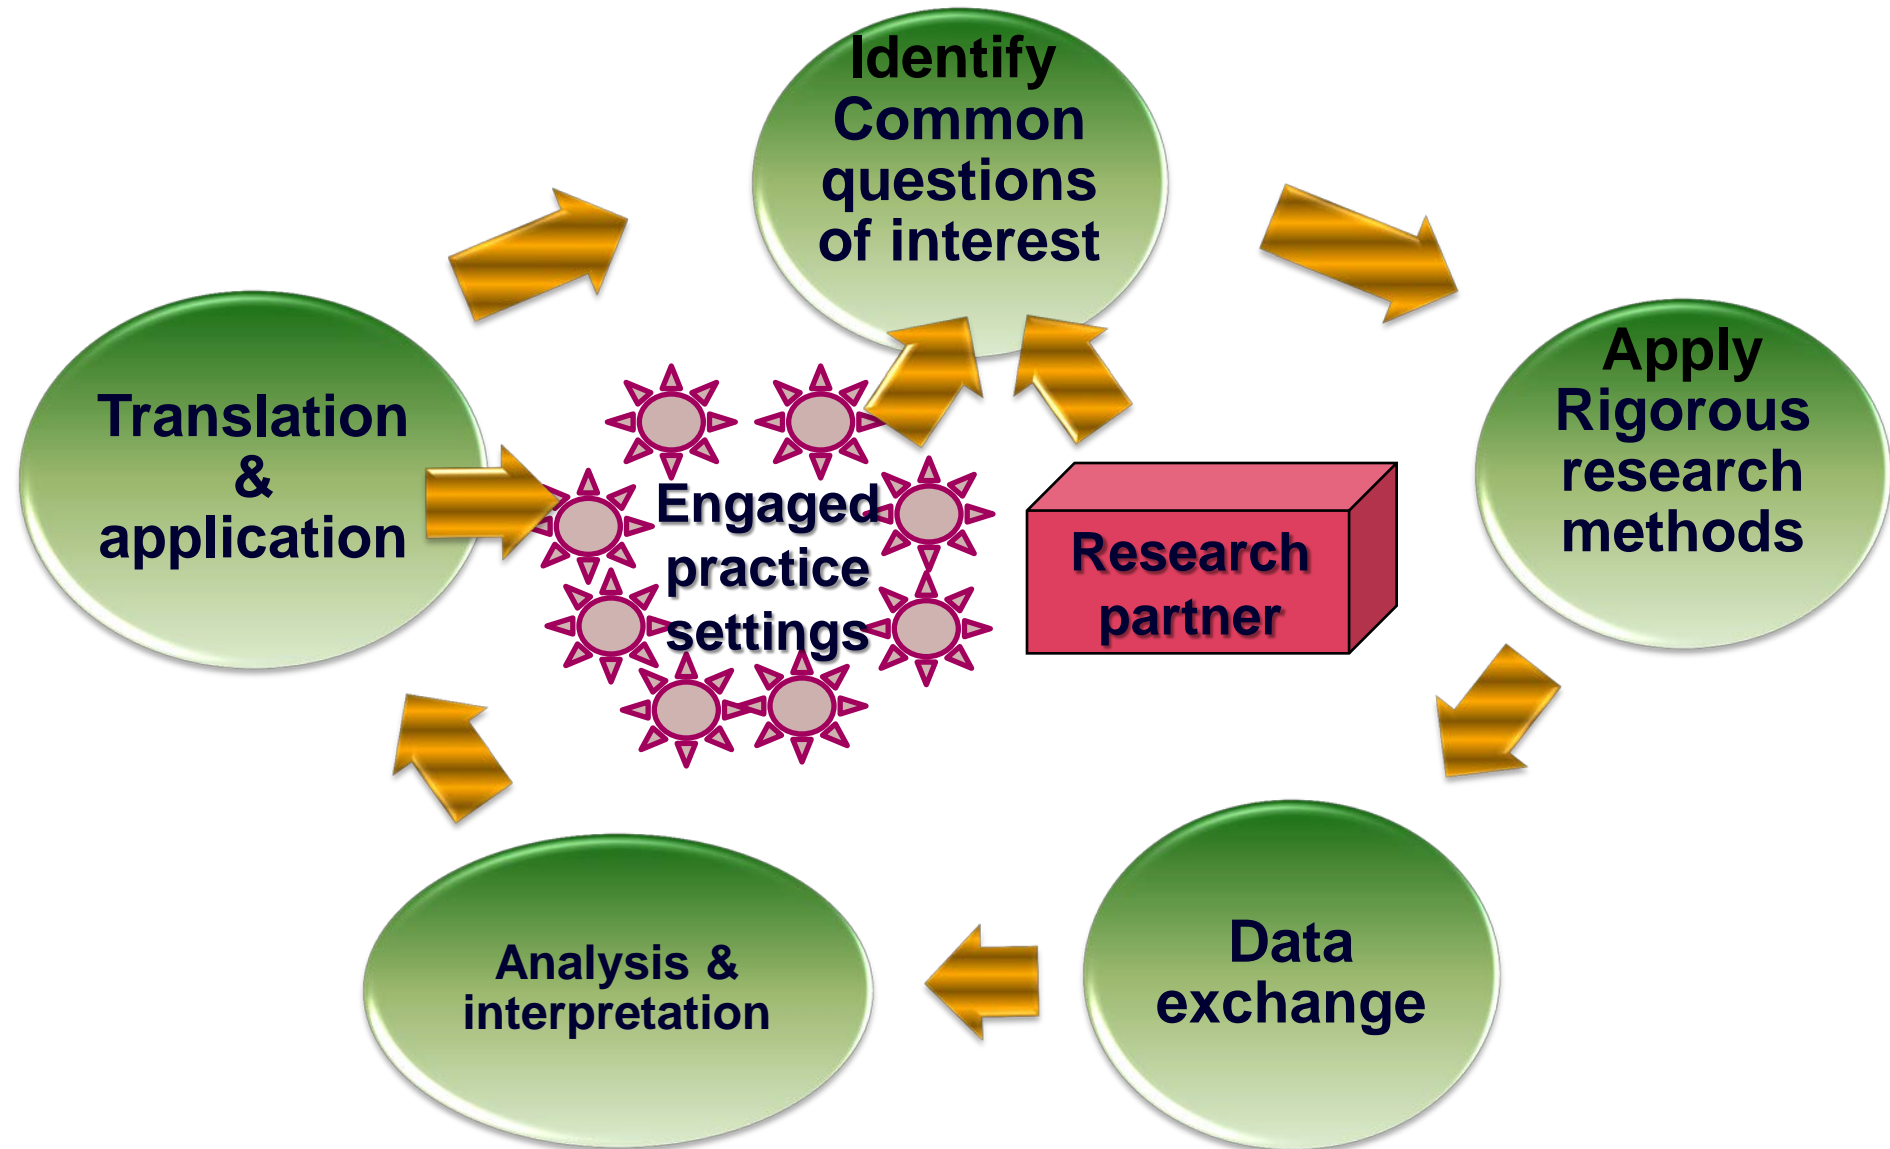 Identify
Common
questions
of interest
Apply
Rigorous
research
methods
Data
exchange
Analysis &
interpretation
Translation
&
application
Engaged
practice
settings
Research
partner